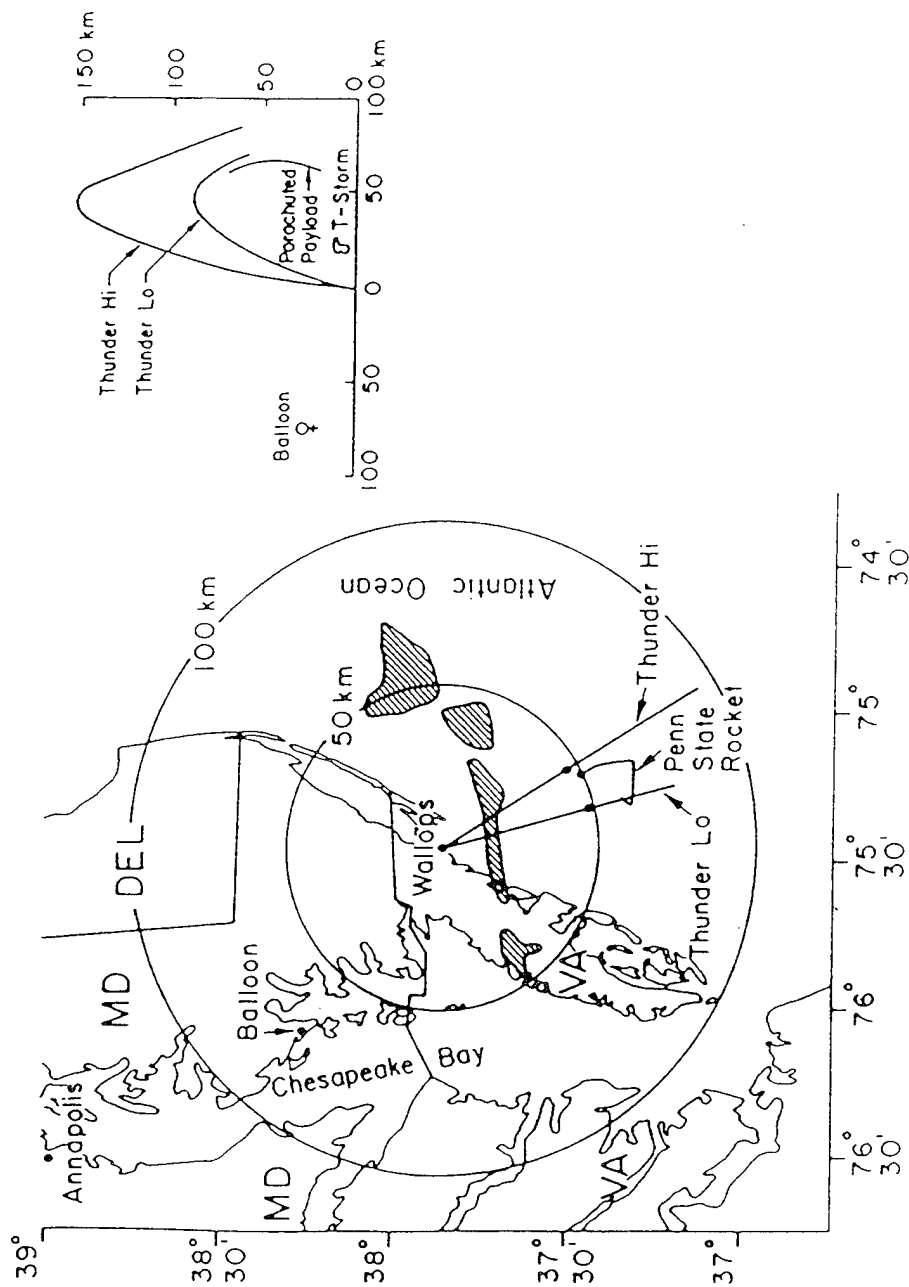 150 km
100
50
0
100 km
50
0
50
100
Thunder Hi
Thunder Lo
Parachuted
Payload
T-Storm
Balloon
39°
38°
30'
38°
37°
30'
37°
76°
30'
76°
75°
30'
75°
74°
30'
Annapolis
MD
DEL
100 km
50 km
Balloon
Chesapeake Bay
MD
Wallops
Atlantic Ocean
VA
VA
Thunder Hi
Penn
State
Rocket
Thunder Lo